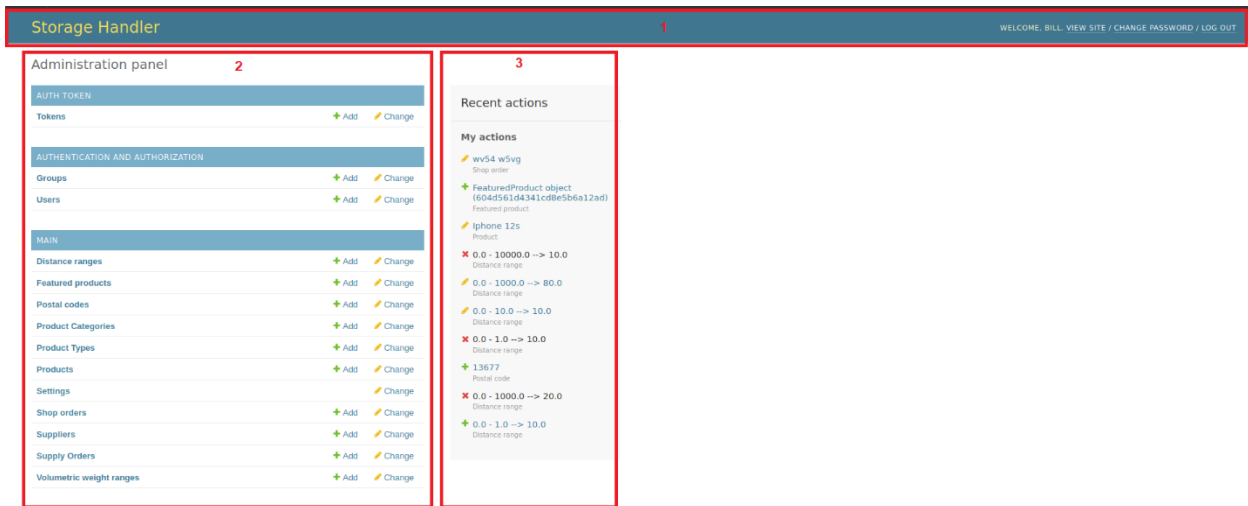 Storage Handler
1
WELCOME, BILL. VIEW SITE / CHANGE PASSWORD / LOG OUT
Administration panel
2
AUTH TOKEN
Tokens Add Change
AUTHENTICATION AND AUTHORIZATION
Groups Add Change
Users Add Change
MAIN
Distance ranges Add Change
Featured products Add Change
Postal codes Add Change
Product Categories Add Change
Product Types Add Change
Products Add Change
Settings Change
Shop orders Add Change
Suppliers Add Change
Supply Orders Add Change
Volumetric weight ranges Add Change
3
Recent actions
My actions
wv54 w5vg
Shop order
FeaturedProduct object
(604d561d4341cd8e5b6a12ad)
Featured product
Iphone 12s
Product
0.0 - 10000.0 --> 10.0
Distance range
0.0 - 1000.0 --> 80.0
Distance range
0.0 - 10.0 --> 10.0
Distance range
0.0 - 1.0 --> 10.0
Distance range
13677
Postal code
0.0 - 1000.0 --> 20.0
Distance range
0.0 - 1.0 --> 10.0
Distance range